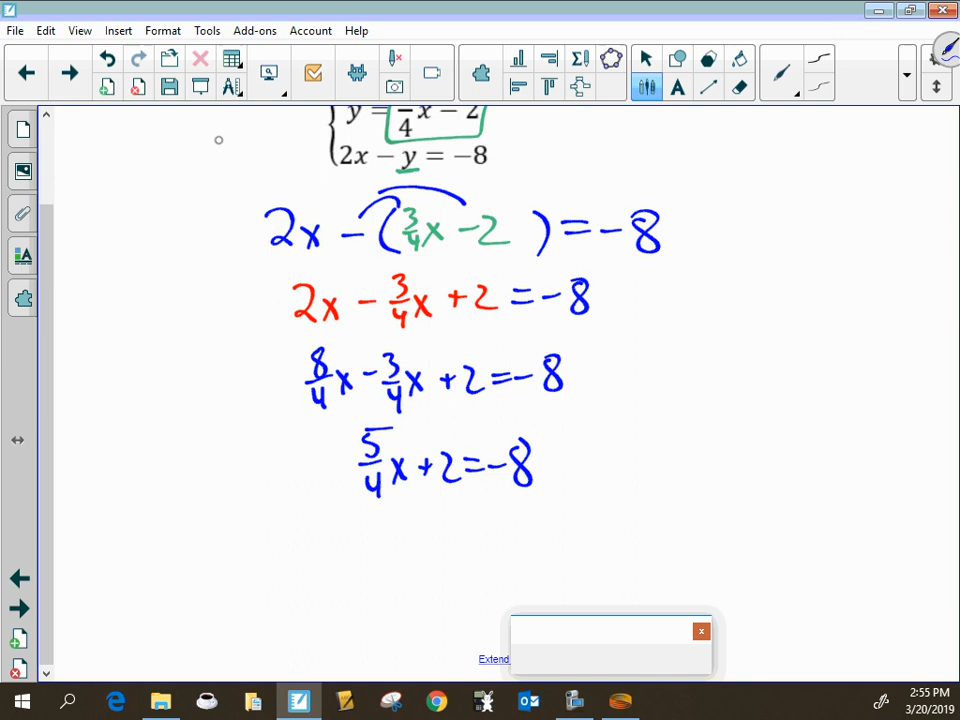 File Edit View Insert Format Tools Add-ons Account Help
4
2x − y = −8
2x − (3/4x − 2) = −8
2x − 3/4x + 2 = −8
8/4x − 3/4x + 2 = −8
5/4x + 2 = −8
Extend
2:55 PM
3/20/2019